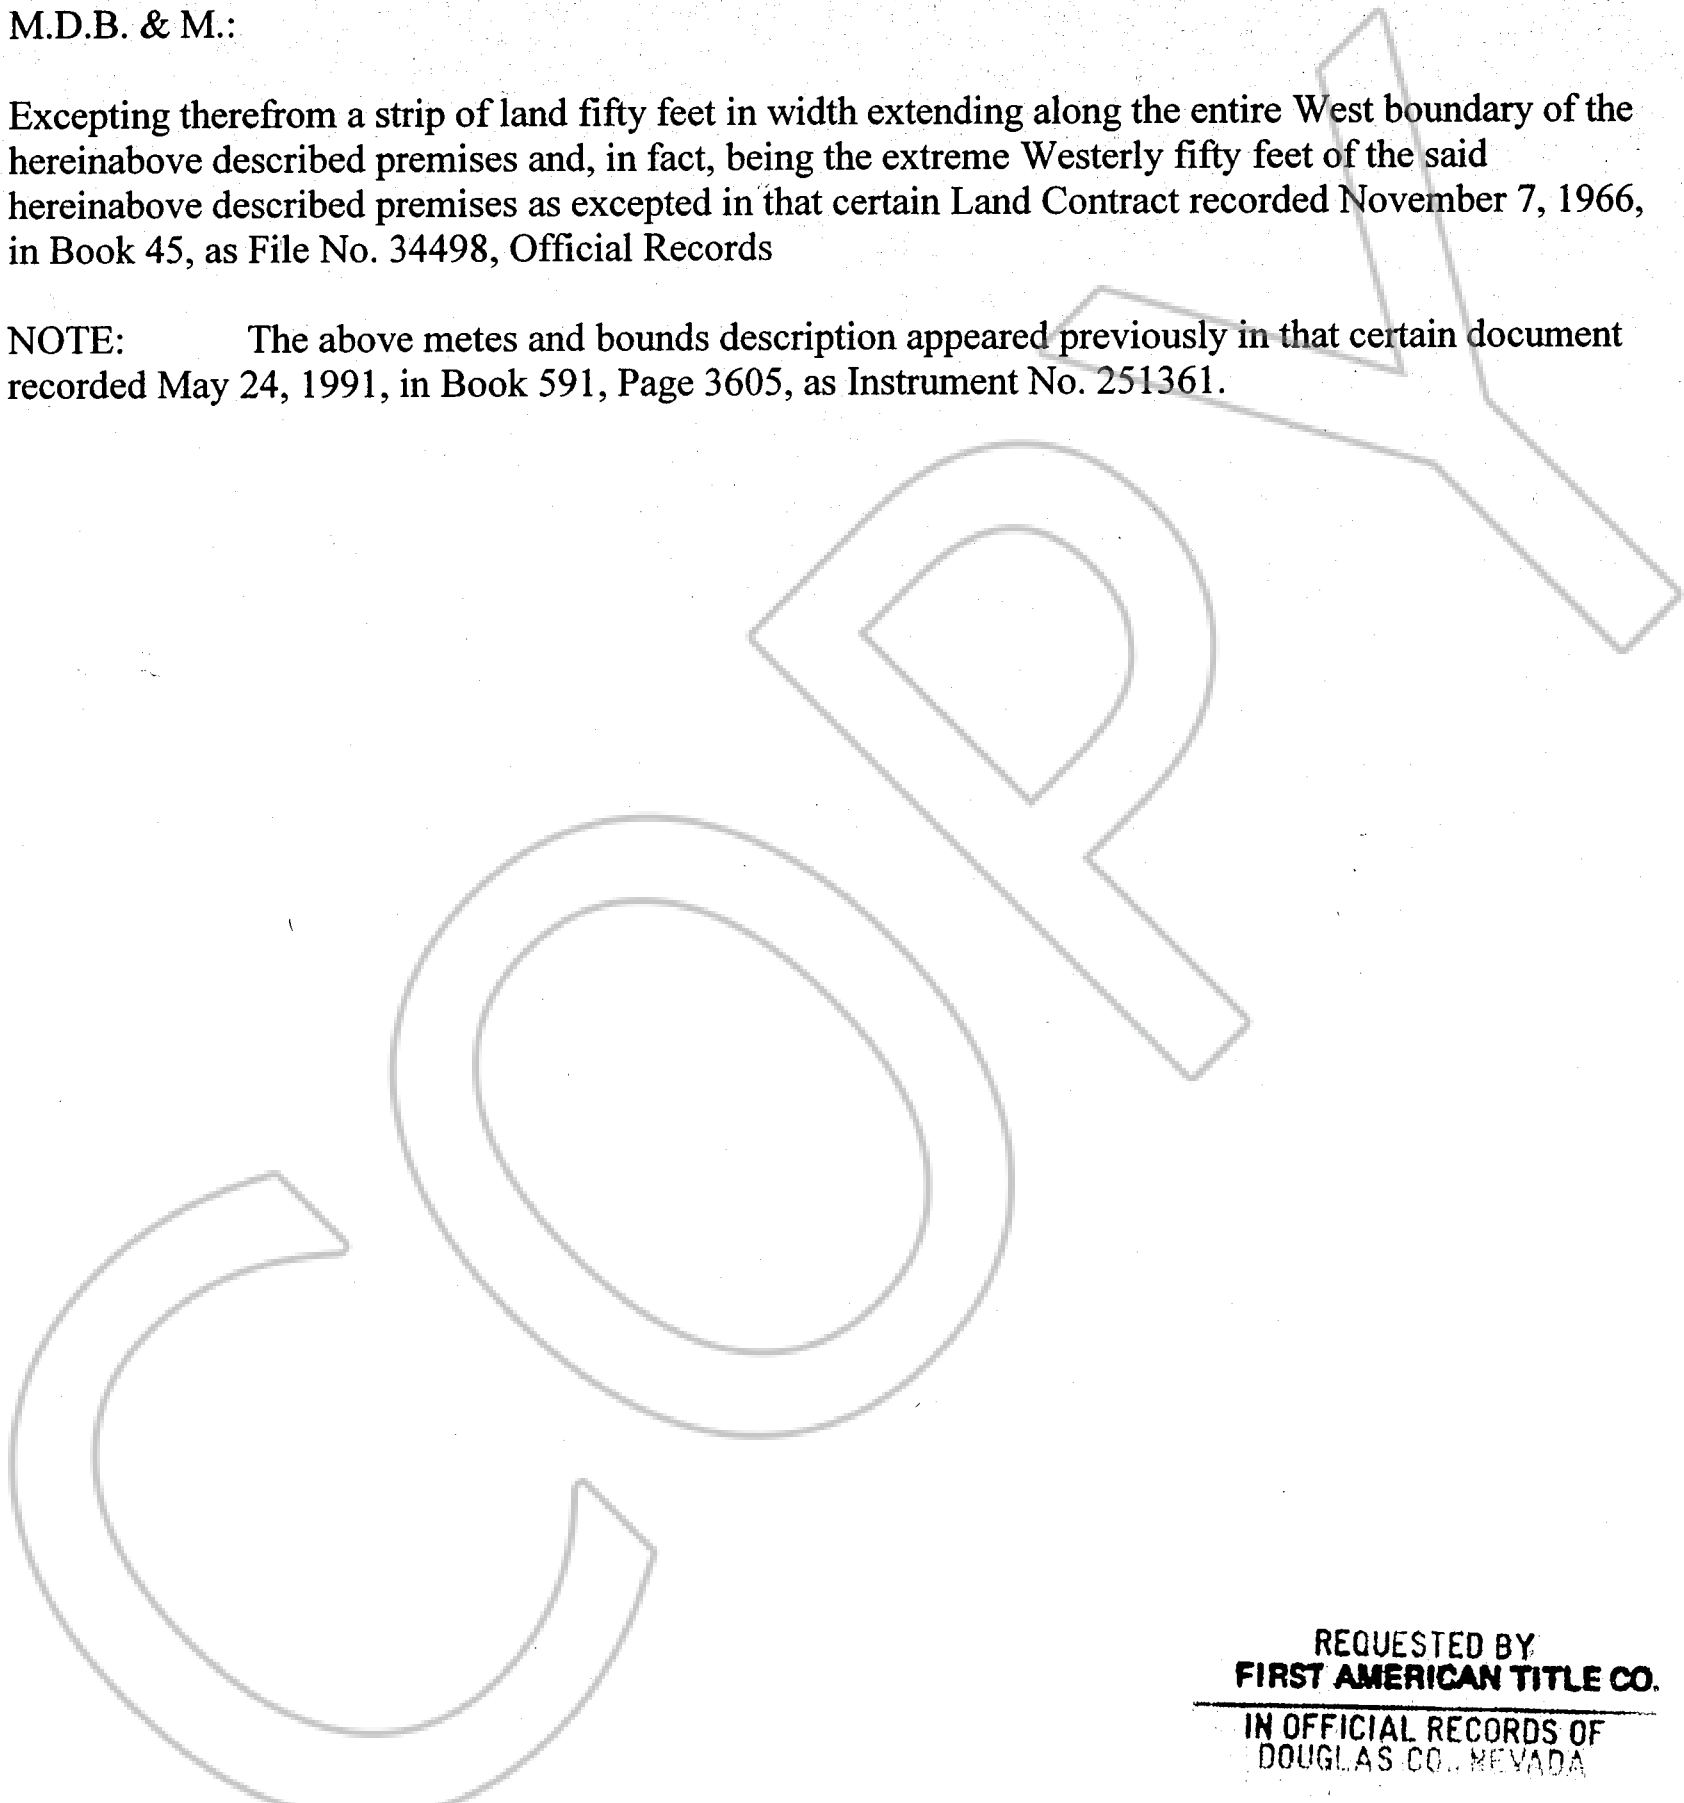 M.D.B. & M.:
Excepting therefrom a strip of land fifty feet in width extending along the entire West boundary of the
hereinabove described premises and, in fact, being the extreme Westerly fifty feet of the said
hereinabove described premises as excepted in that certain Land Contract recorded November 7, 1966,
in Book 45, as File No. 34498, Official Records
NOTE: The above metes and bounds description appeared previously in that certain document
recorded May 24, 1991, in Book 591, Page 3605, as Instrument No. 251361.
COPY
REQUESTED BY
FIRST AMERICAN TITLE CO.
IN OFFICIAL RECORDS OF
DOUGLAS CO., NEVADA